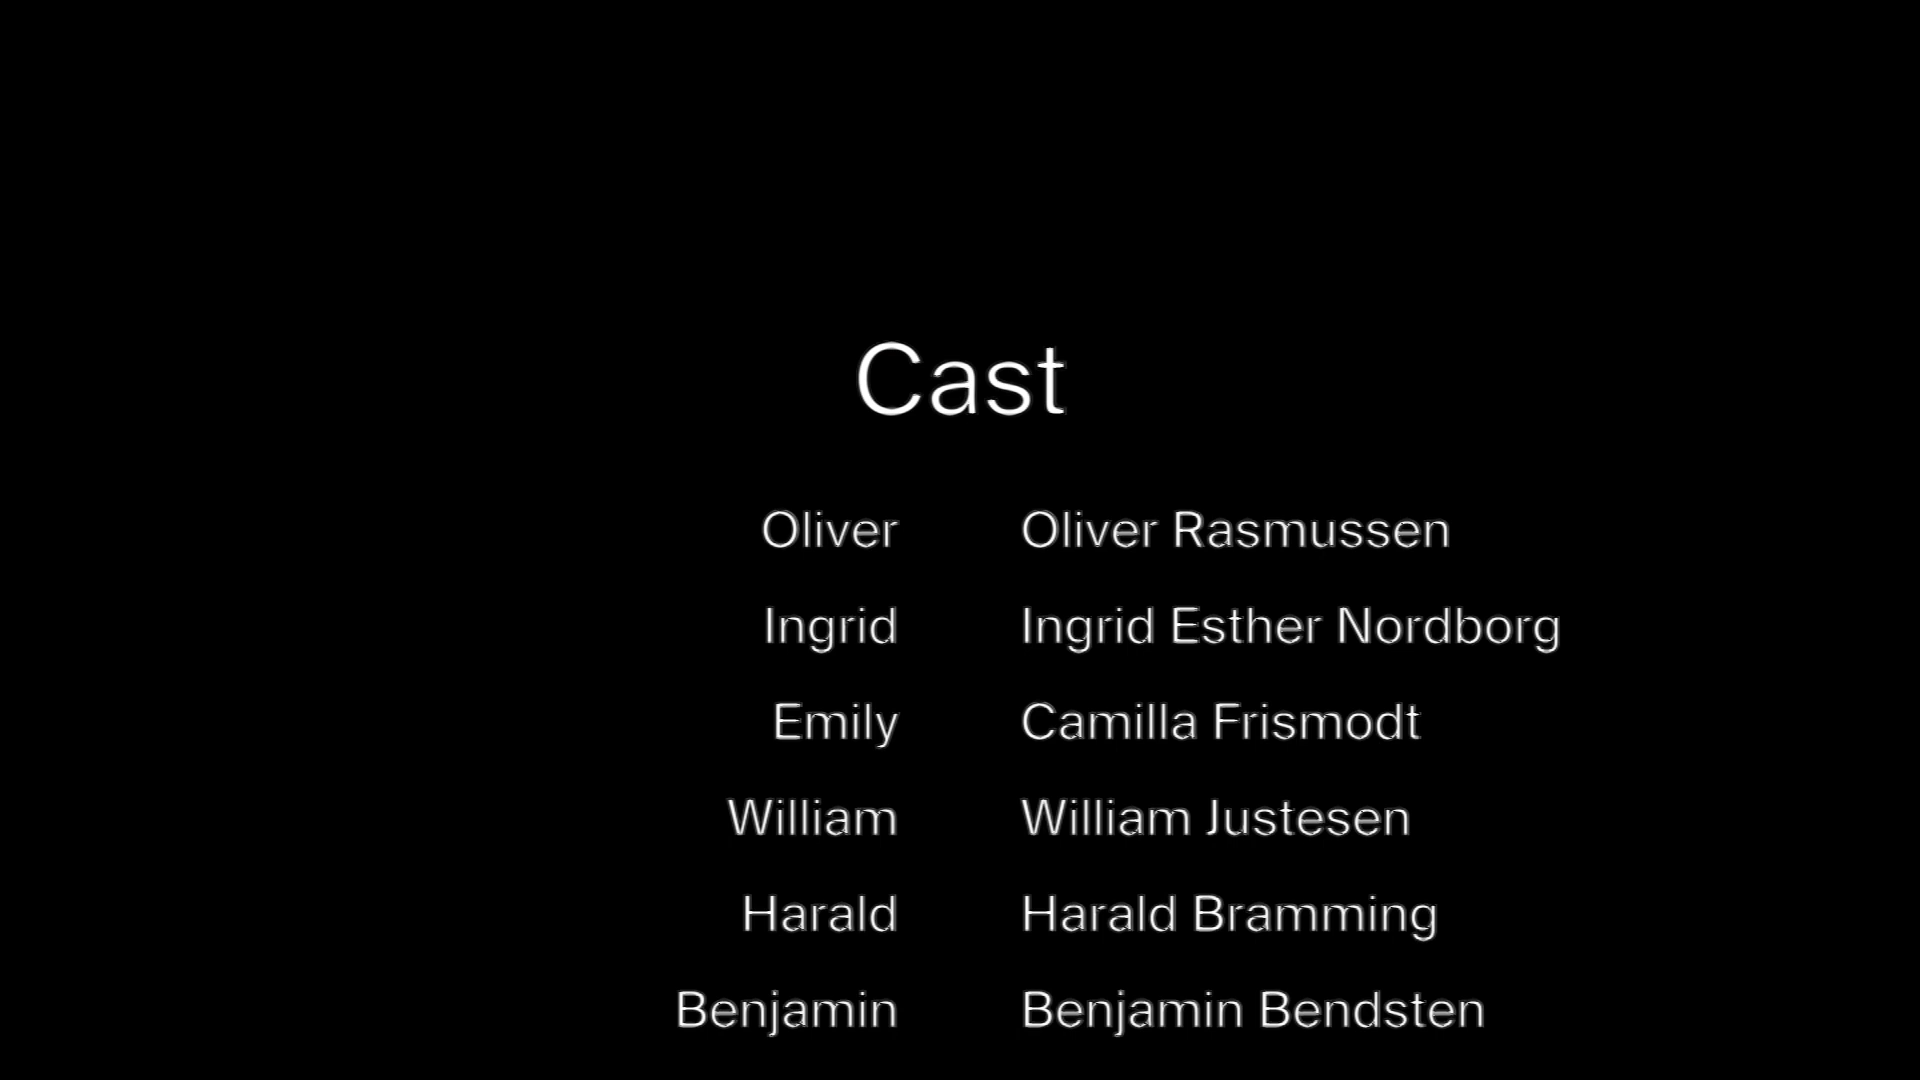 Cast
Oliver Oliver Rasmussen
Ingrid Ingrid Esther Nordborg
Emily Camilla Frismodt
William William Justesen
Harald Harald Bramming
Benjamin Benjamin Bendsten